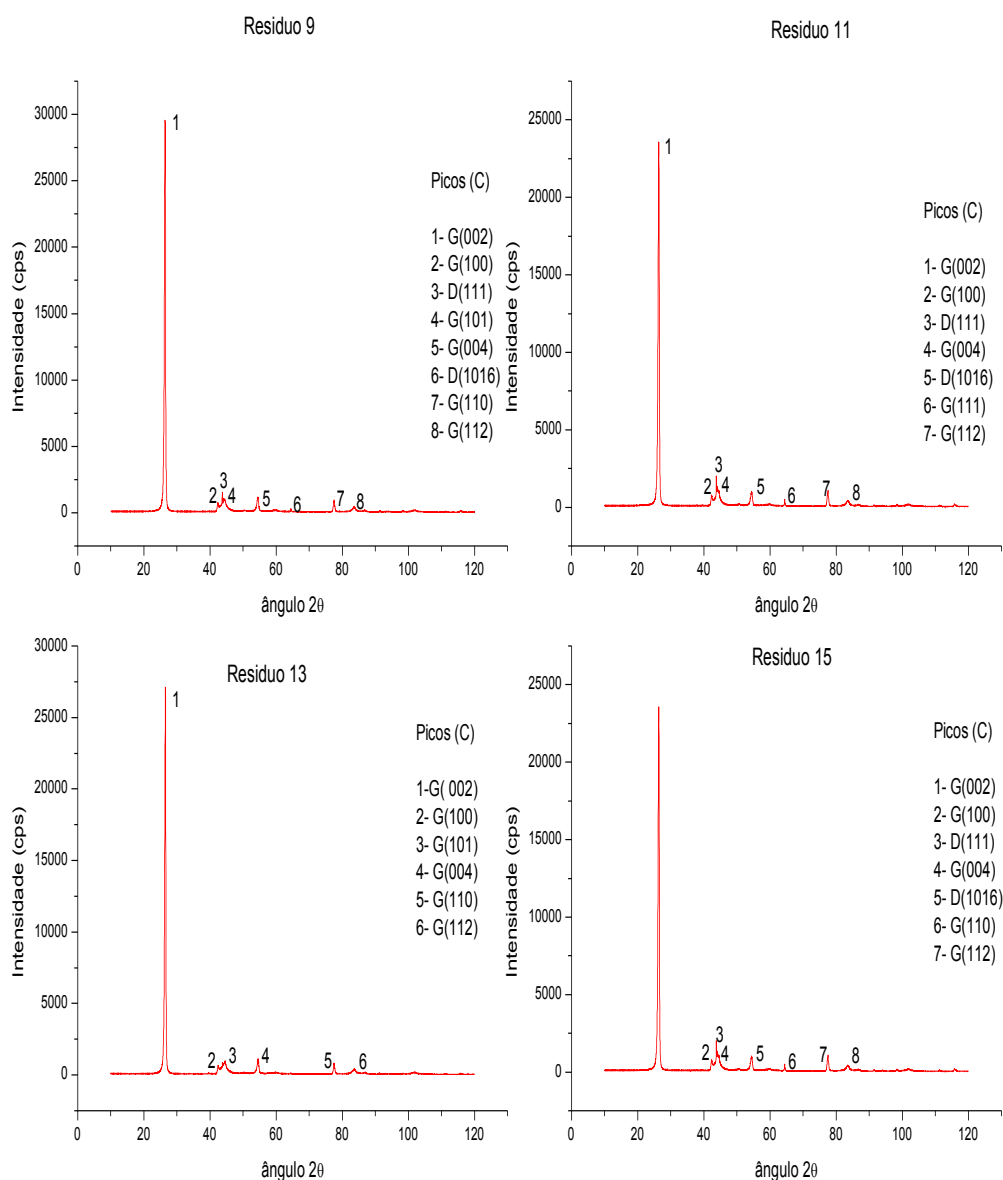 Residuo 9
30000
25000
20000
15000
10000
5000
0
Intensidade (cps)
0 20 40 60 80 100 120
ângulo 2θ
1
2
3
4
5
6
7
8
Picos (C)
1- G(002)
2- G(100)
3- D(111)
4- G(101)
5- G(004)
6- D(1016)
7- G(110)
8- G(112)
Residuo 11
25000
20000
15000
10000
5000
0
Intensidade (cps)
0 20 40 60 80 100 120
ângulo 2θ
1
2
3
4
5
6
7
8
Picos (C)
1- G(002)
2- G(100)
3- D(111)
4- G(004)
5- D(1016)
6- G(111)
7- G(112)
Residuo 13
30000
25000
20000
15000
10000
5000
0
Intensidade (cps)
0 20 40 60 80 100 120
ângulo 2θ
1
2
3
4
5
6
Picos (C)
1-G( 002)
2- G(100)
3- G(101)
4- G(004)
5- G(110)
6- G(112)
Residuo 15
25000
20000
15000
10000
5000
0
Intensidade (cps)
0 20 40 60 80 100 120
ângulo 2θ
2
3
4
5
6
7
8
Picos (C)
1- G(002)
2- G(100)
3- D(111)
4- G(004)
5- D(1016)
6- G(110)
7- G(112)